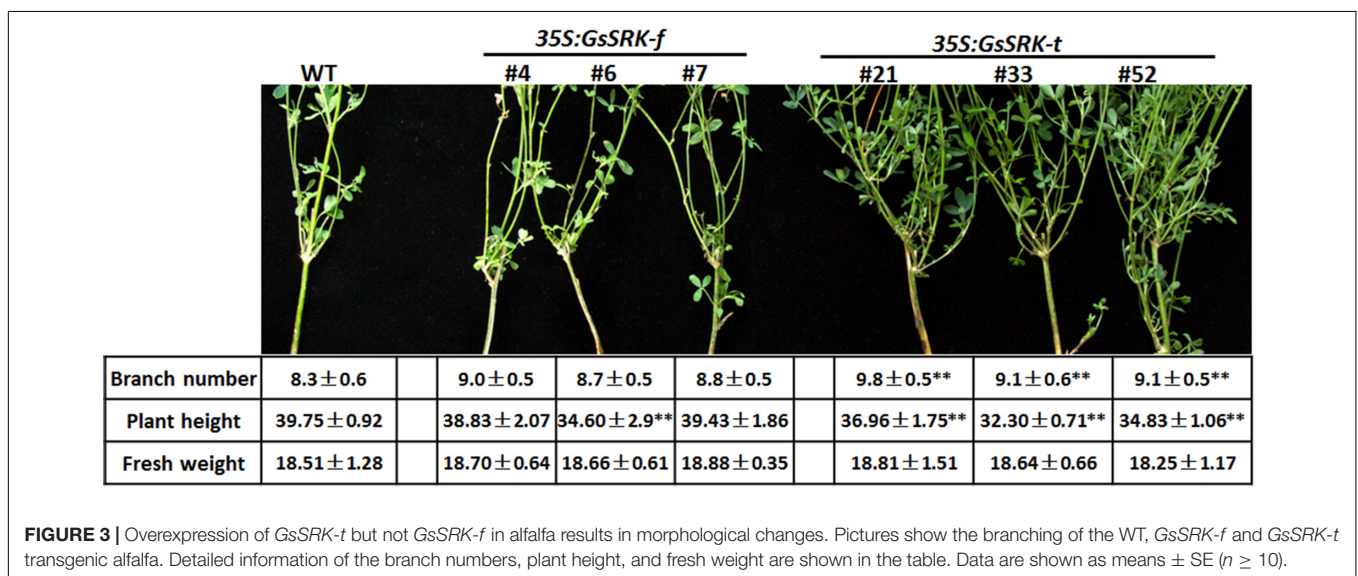 35S:GsSRK-f 35S:GsSRK-t
WT #4 #6 #7 #21 #33 #52
Branch number 8.3±0.6 9.0±0.5 8.7±0.5 8.8±0.5 9.8±0.5** 9.1±0.6** 9.1±0.5**
Plant height 39.75±0.92 38.83±2.07 34.60±2.9** 39.43±1.86 36.96±1.75** 32.30±0.71** 34.83±1.06**
Fresh weight 18.51±1.28 18.70±0.64 18.66±0.61 18.88±0.35 18.81±1.51 18.64±0.66 18.25±1.17
FIGURE 3 | Overexpression of GsSRK-t but not GsSRK-f in alfalfa results in morphological changes. Pictures show the branching of the WT, GsSRK-f and GsSRK-t
transgenic alfalfa. Detailed information of the branch numbers, plant height, and fresh weight are shown in the table. Data are shown as means ± SE (n ≥ 10).